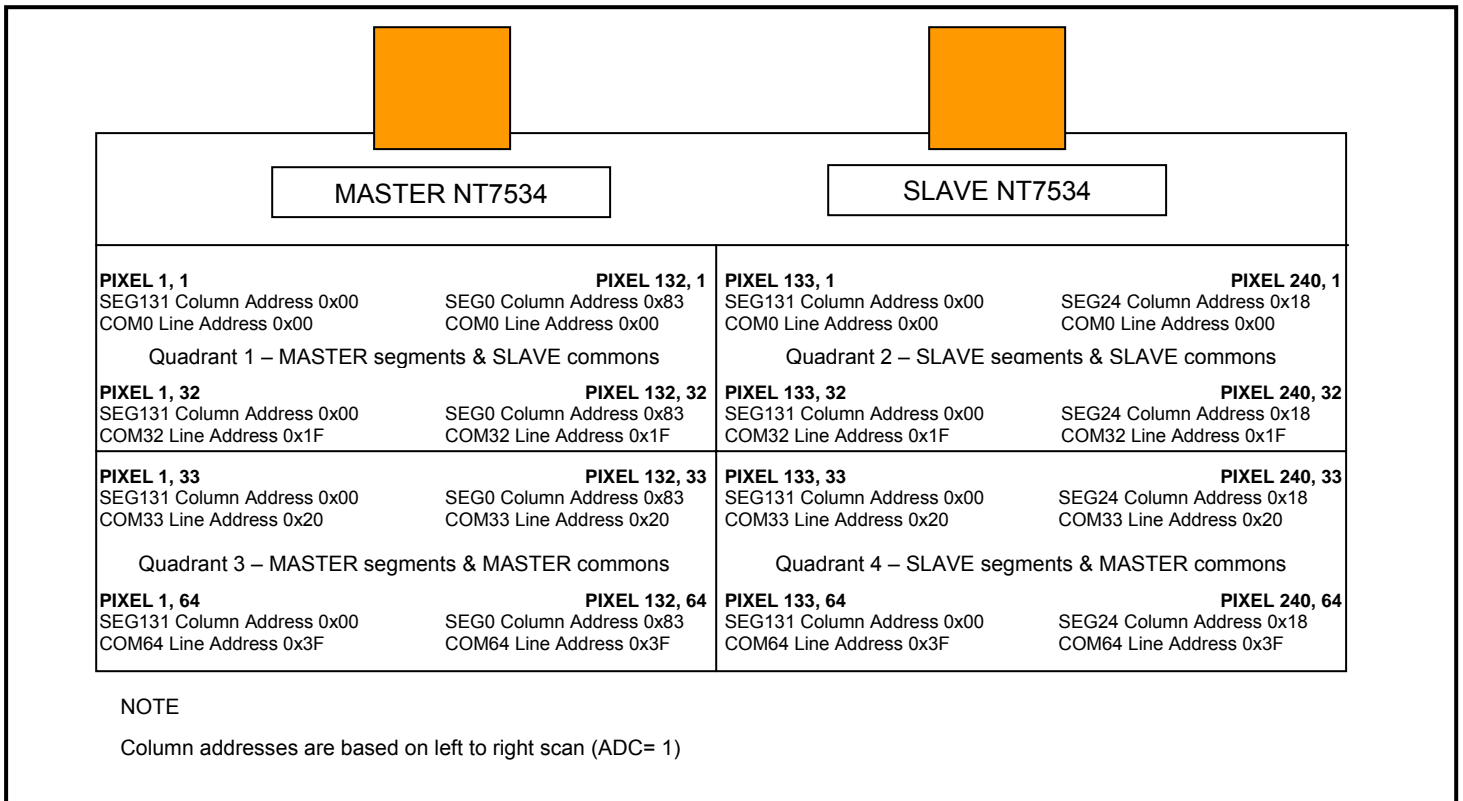 MASTER NT7534
SLAVE NT7534
PIXEL 1, 1
PIXEL 132, 1
SEG131 Column Address 0x00
SEG0 Column Address 0x83
COM0 Line Address 0x00
COM0 Line Address 0x00
Quadrant 1 – MASTER segments & SLAVE commons
PIXEL 1, 32
PIXEL 132, 32
SEG131 Column Address 0x00
SEG0 Column Address 0x83
COM32 Line Address 0x1F
COM32 Line Address 0x1F
PIXEL 133, 1
PIXEL 240, 1
SEG131 Column Address 0x00
SEG24 Column Address 0x18
COM0 Line Address 0x00
COM0 Line Address 0x00
Quadrant 2 – SLAVE segments & SLAVE commons
PIXEL 133, 32
PIXEL 240, 32
SEG131 Column Address 0x00
SEG24 Column Address 0x18
COM32 Line Address 0x1F
COM32 Line Address 0x1F
PIXEL 1, 33
PIXEL 132, 33
SEG131 Column Address 0x00
SEG0 Column Address 0x83
COM33 Line Address 0x20
COM33 Line Address 0x20
Quadrant 3 – MASTER segments & MASTER commons
PIXEL 1, 64
PIXEL 132, 64
SEG131 Column Address 0x00
SEG0 Column Address 0x83
COM64 Line Address 0x3F
COM64 Line Address 0x3F
PIXEL 133, 33
PIXEL 240, 33
SEG131 Column Address 0x00
SEG24 Column Address 0x18
COM33 Line Address 0x20
COM33 Line Address 0x20
Quadrant 4 – SLAVE segments & MASTER commons
PIXEL 133, 64
PIXEL 240, 64
SEG131 Column Address 0x00
SEG24 Column Address 0x18
COM64 Line Address 0x3F
COM64 Line Address 0x3F
NOTE
Column addresses are based on left to right scan (ADC= 1)